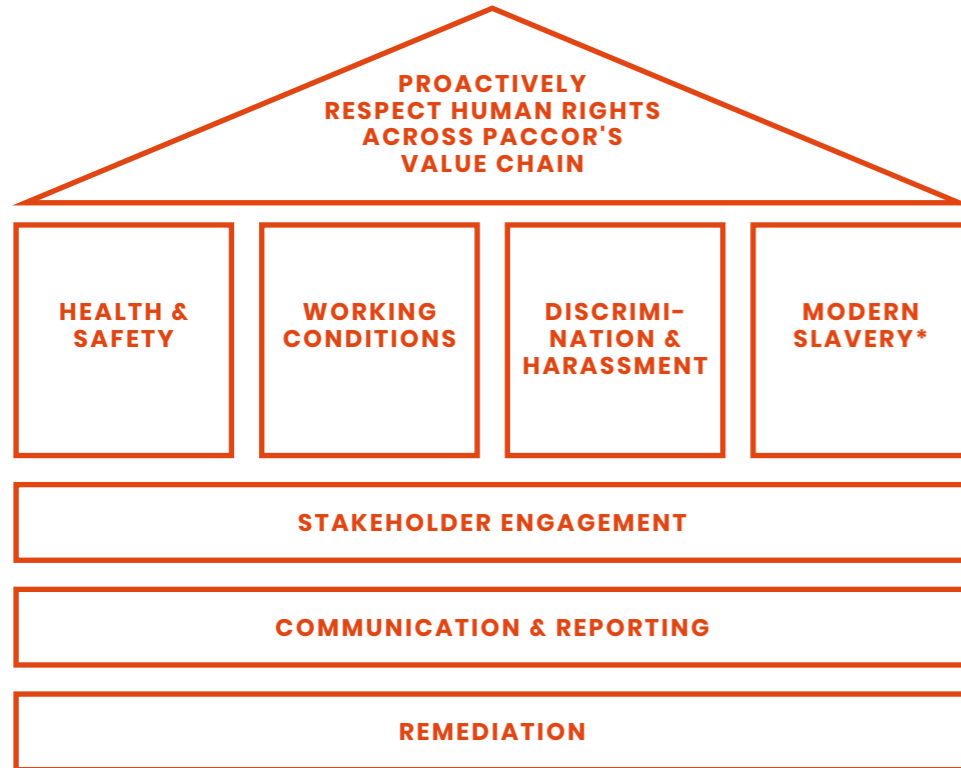 PROACTIVELY
RESPECT HUMAN RIGHTS
ACROSS PACCOR'S
VALUE CHAIN
HEALTH &
SAFETY
WORKING
CONDITIONS
DISCRIMI-
NATION &
HARASSMENT
MODERN
SLAVERY*
STAKEHOLDER ENGAGEMENT
COMMUNICATION & REPORTING
REMEDIATION